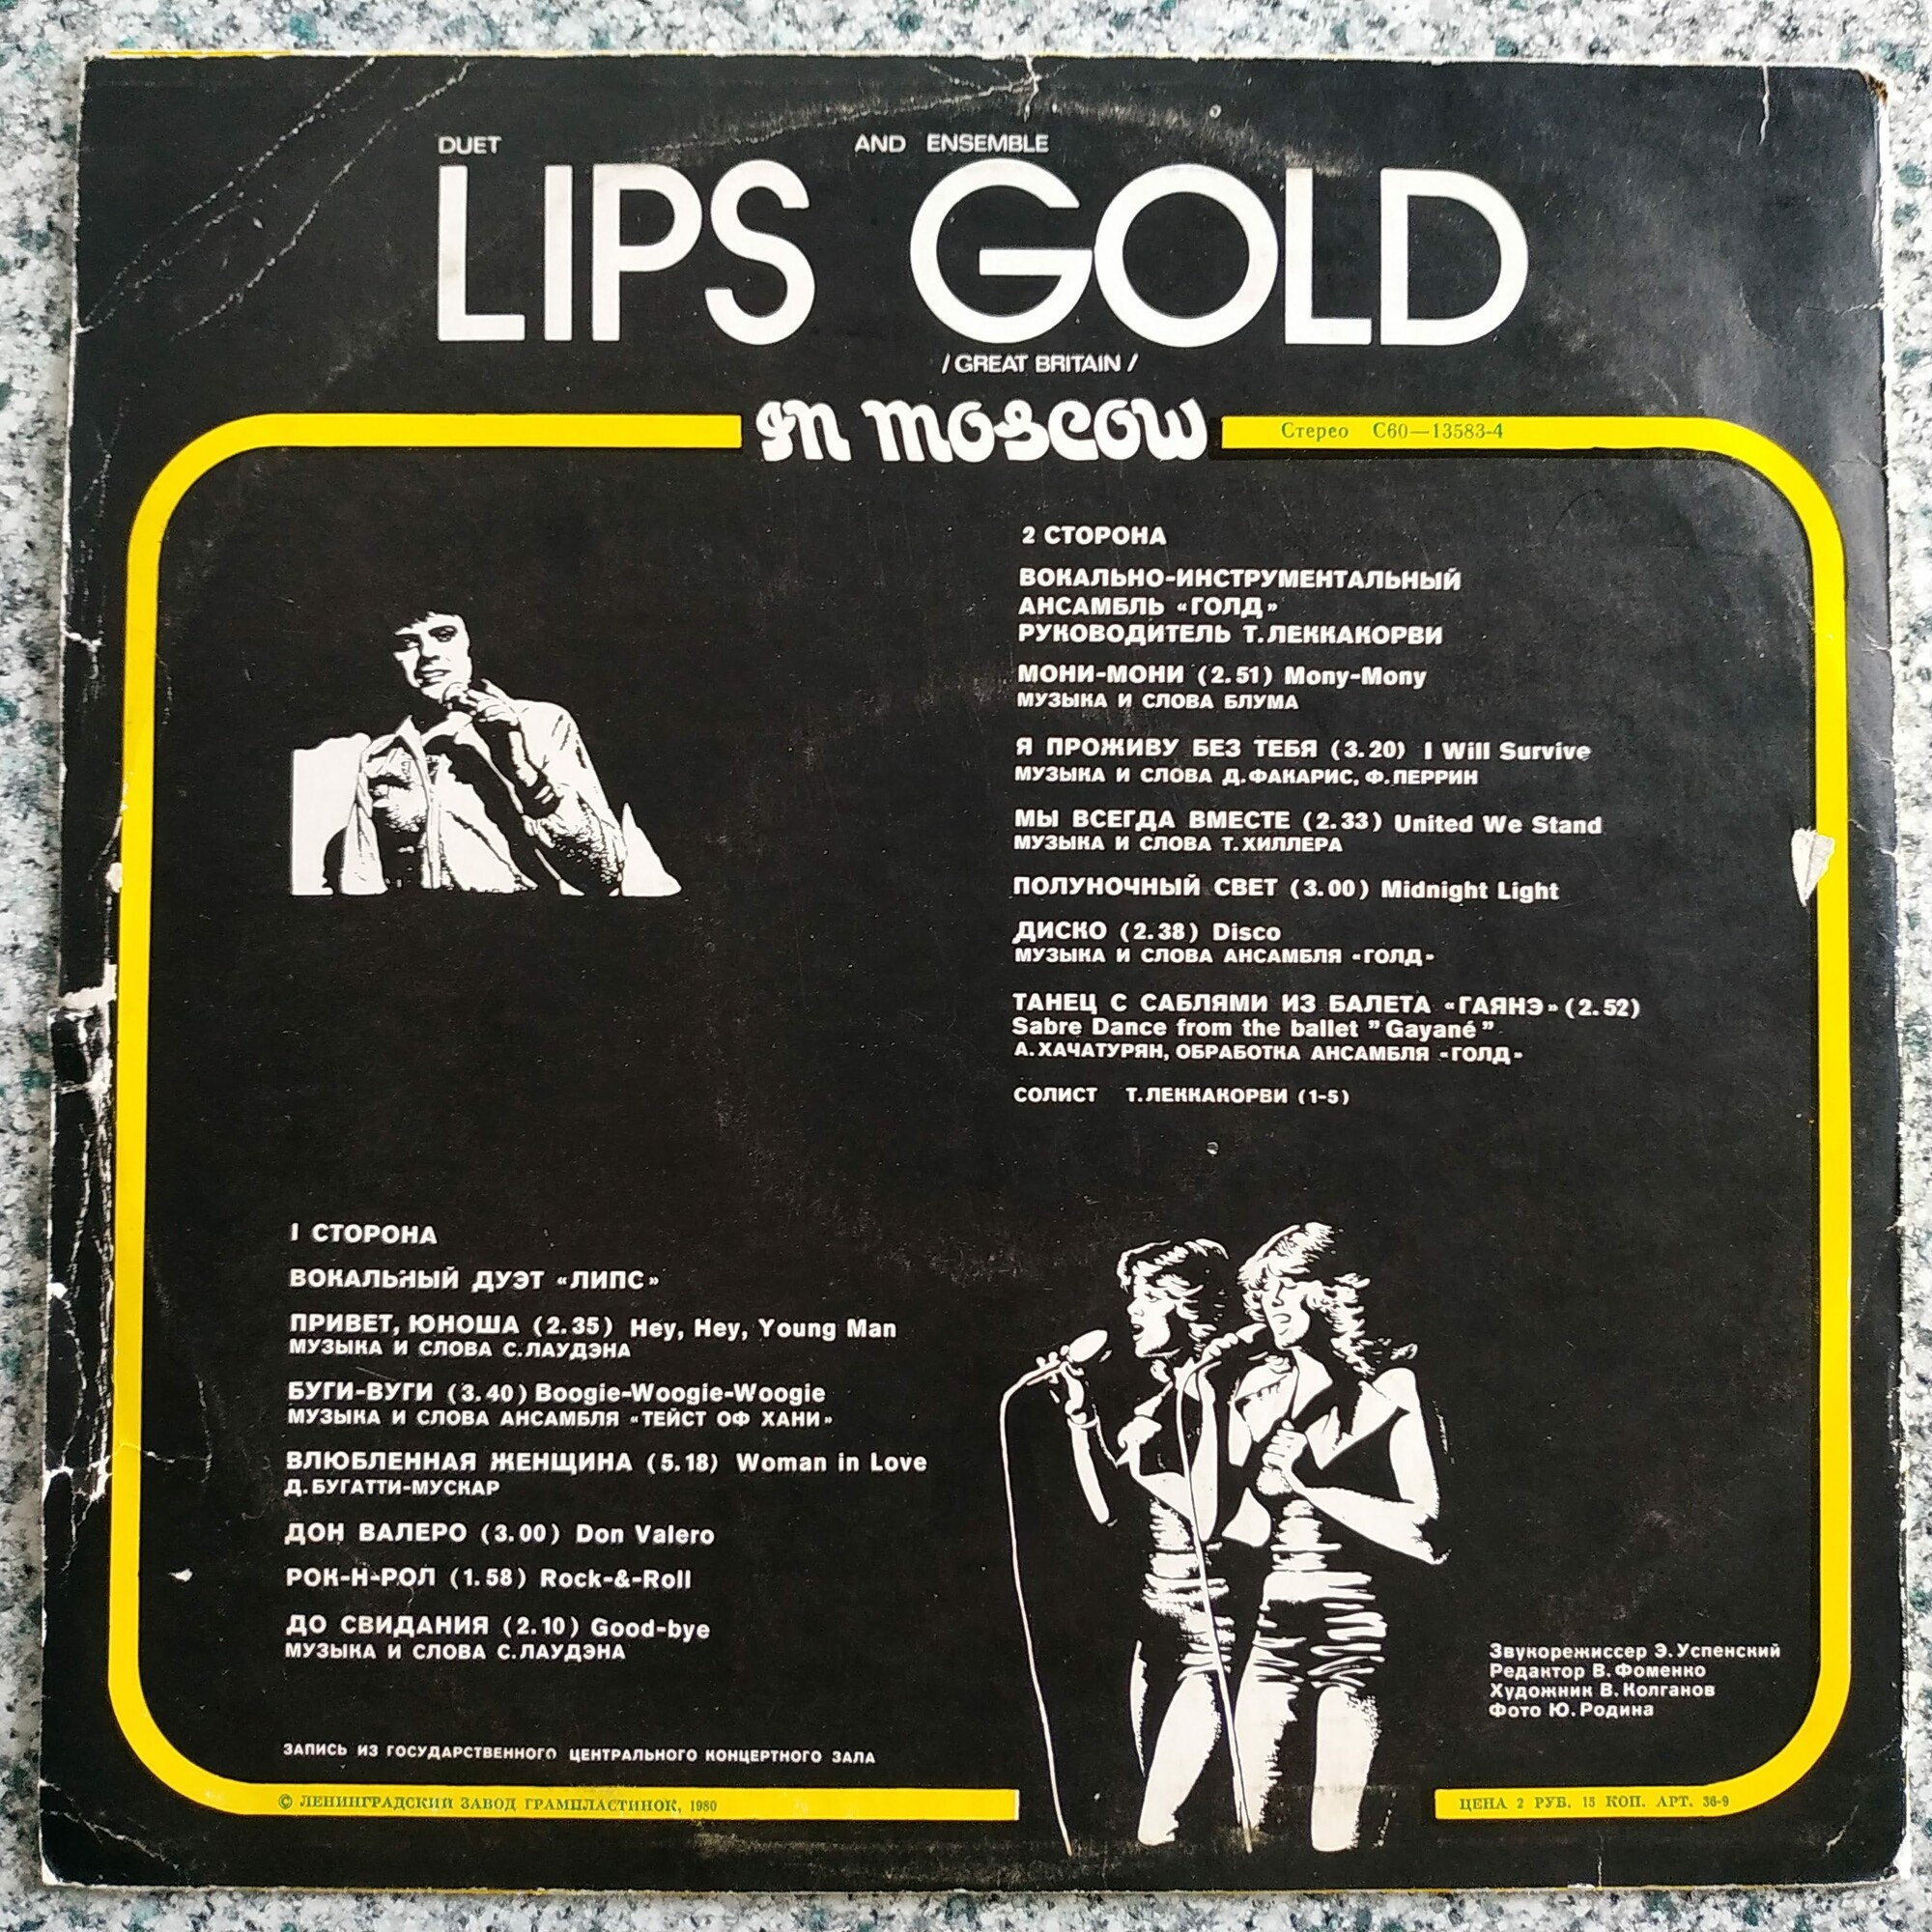 DUET AND ENSEMBLE
LIPS GOLD
/ GREAT BRITAIN /
In Moscow
Стерео С60—13583-4
2 СТОРОНА
ВОКАЛЬНО-ИНСТРУМЕНТАЛЬНЫЙ
АНСАМБЛЬ «ГОЛД»
РУКОВОДИТЕЛЬ Т.ЛЕККАКОРВИ
МОНИ-МОНИ (2.51) Mony-Mony
МУЗЫКА И СЛОВА БЛУМА
Я ПРОЖИВУ БЕЗ ТЕБЯ (3.20) I Will Survive
МУЗЫКА И СЛОВА Д.ФАКАРИС, Ф.ПЕРРИН
МЫ ВСЕГДА ВМЕСТЕ (2.33) United We Stand
МУЗЫКА И СЛОВА Т.ХИЛЛЕРА
ПОЛУНОЧНЫЙ СВЕТ (3.00) Midnight Light
ДИСКО (2.38) Disco
МУЗЫКА И СЛОВА АНСАМБЛЯ «ГОЛД»
ТАНЕЦ С САБЛЯМИ ИЗ БАЛЕТА «ГАЯНЭ» (2.52)
Sabre Dance from the ballet "Gayané"
А.ХАЧАТУРЯН, ОБРАБОТКА АНСАМБЛЯ «ГОЛД»
СОЛИСТ Т.ЛЕККАКОРВИ (1-5)
I СТОРОНА
ВОКАЛЬНЫЙ ДУЭТ «ЛИПС»
ПРИВЕТ, ЮНОША (2.35) Hey, Hey, Young Man
МУЗЫКА И СЛОВА С.ЛАУДЭНА
БУГИ-ВУГИ (3.40) Boogie-Woogie-Woogie
МУЗЫКА И СЛОВА АНСАМБЛЯ «ТЕЙСТ ОФ ХАНИ»
ВЛЮБЛЕННАЯ ЖЕНЩИНА (5.18) Woman in Love
Д.БУГАТТИ-МУСКАР
ДОН ВАЛЕРО (3.00) Don Valero
РОК-Н-РОЛ (1.58) Rock-&-Roll
ДО СВИДАНИЯ (2.10) Good-bye
МУЗЫКА И СЛОВА С.ЛАУДЭНА
ЗАПИСЬ ИЗ ГОСУДАРСТВЕННОГО ЦЕНТРАЛЬНОГО КОНЦЕРТНОГО ЗАЛА
Звукорежиссер Э.Успенский
Редактор В.Фоменко
Художник В.Колганов
Фото Ю.Родина
© ЛЕНИНГРАДСКИЙ ЗАВОД ГРАМПЛАСТИНОК, 1980
ЦЕНА 2 РУБ. 15 КОП. АРТ. 36-9